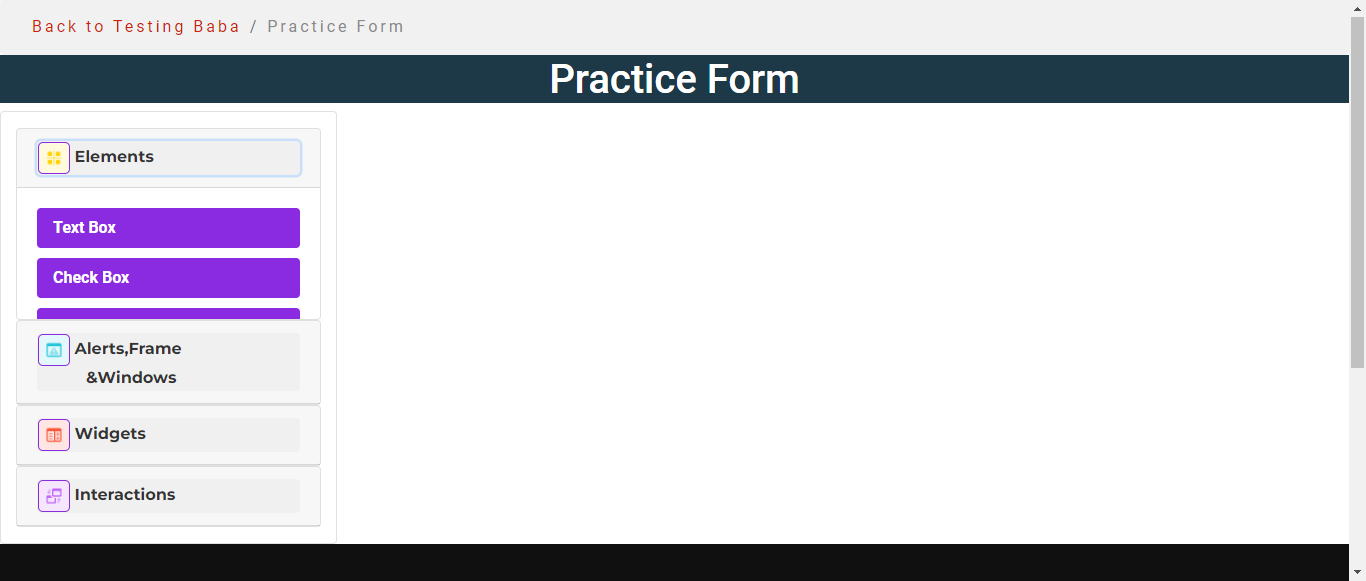 Back to Testing Baba / Practice Form
Practice Form
Elements
Text Box
Check Box
Alerts,Frame
&Windows
Widgets
Interactions